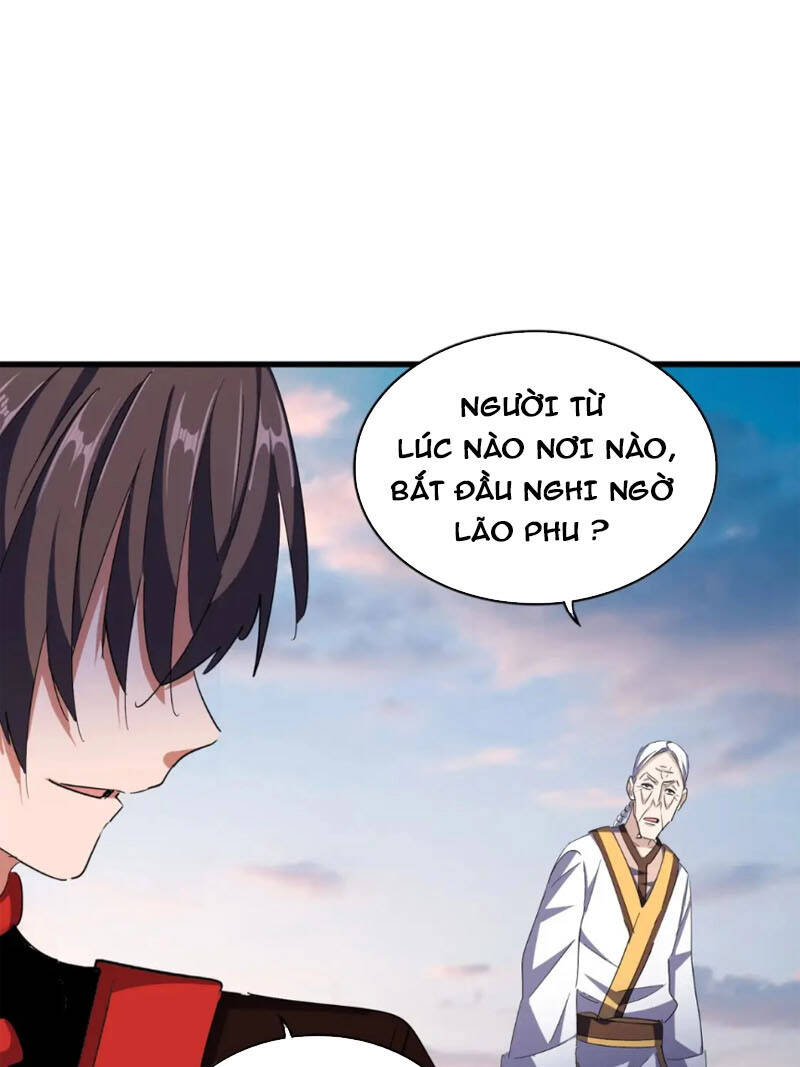 NGƯỜI TỪ
LÚC NÀO NƠI NÀO,
BẮT ĐẦU NGHI NGỜ
LÃO PHU ?